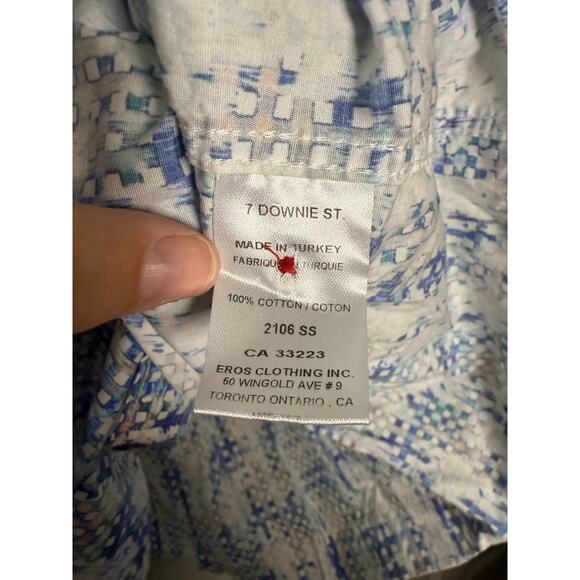 7 DOWNIE ST.
MADE IN TURKEY
FABRIQUE TURQUIE
100% COTTON / COTON
2106 SS
CA 33223
EROS CLOTHING INC.
50 WINGOLD AVE # 9
TORONTO ONTARIO , CA